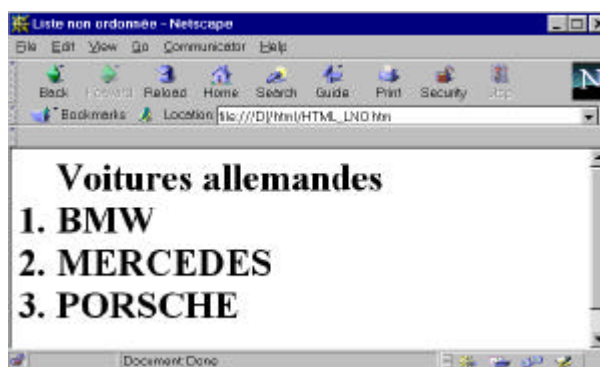 Liste non ordonnée - Netscape
File Edit View Go Communicator Help
Back Forward Reload Home Search Guide Print Security Stop
N
Bookmarks Location: file:///D|/html/HTML_LNO.htm
Voitures allemandes
1. BMW
2. MERCEDES
3. PORSCHE
Document: Done